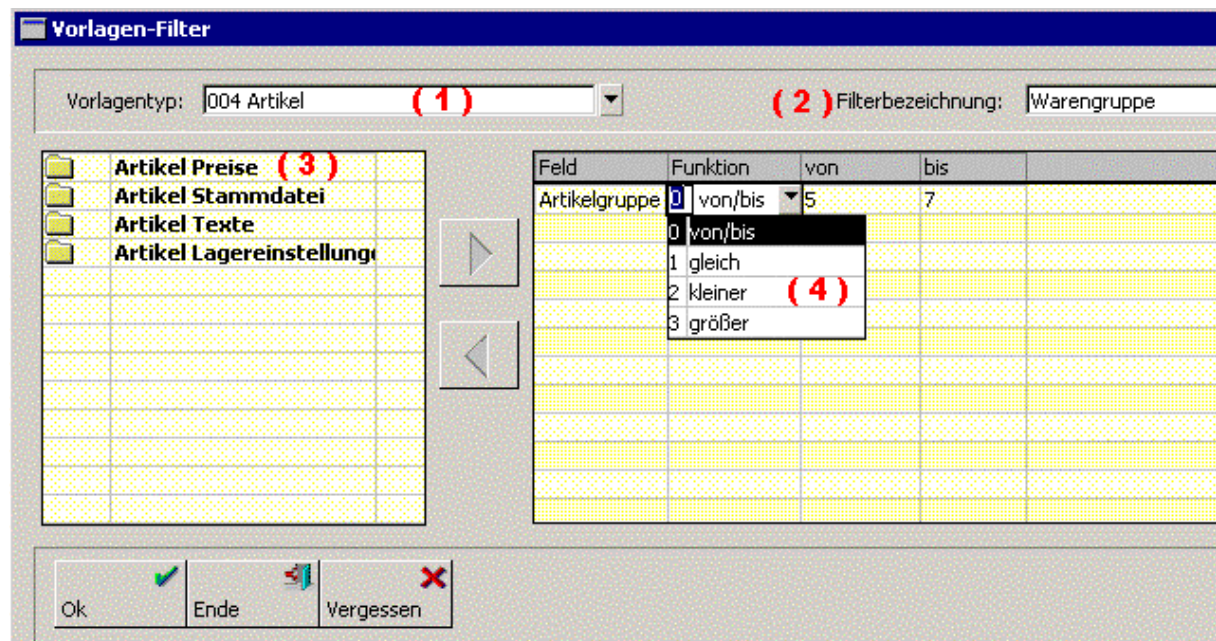 Vorlagen-Filter
Vorlagentyp: 004 Artikel ( 1 ) ( 2 ) Filterbezeichnung: Warengruppe
Artikel Preise ( 3 )
Artikel Stammdatei
Artikel Texte
Artikel Lagereinstellung
Feld Funktion von bis
Artikelgruppe 0 von/bis 5 7
0 von/bis
1 gleich
2 kleiner ( 4 )
3 größer
Ok Ende Vergessen